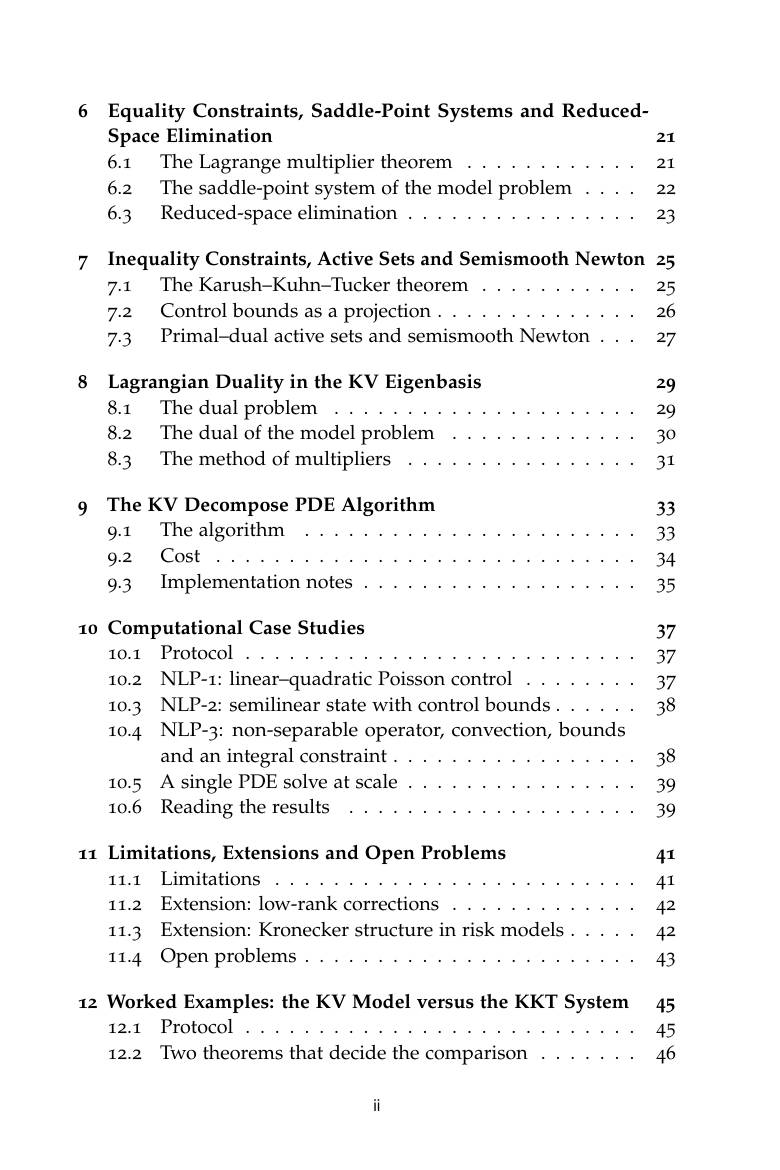 6 Equality Constraints, Saddle-Point Systems and Reduced-
Space Elimination 21
6.1 The Lagrange multiplier theorem . . . . . . . . . . . . 21
6.2 The saddle-point system of the model problem . . . . 22
6.3 Reduced-space elimination . . . . . . . . . . . . . . . . 23
7 Inequality Constraints, Active Sets and Semismooth Newton 25
7.1 The Karush–Kuhn–Tucker theorem . . . . . . . . . . . 25
7.2 Control bounds as a projection . . . . . . . . . . . . . . 26
7.3 Primal–dual active sets and semismooth Newton . . . 27
8 Lagrangian Duality in the KV Eigenbasis 29
8.1 The dual problem . . . . . . . . . . . . . . . . . . . . . 29
8.2 The dual of the model problem . . . . . . . . . . . . . 30
8.3 The method of multipliers . . . . . . . . . . . . . . . . 31
9 The KV Decompose PDE Algorithm 33
9.1 The algorithm . . . . . . . . . . . . . . . . . . . . . . . 33
9.2 Cost . . . . . . . . . . . . . . . . . . . . . . . . . . . . . 34
9.3 Implementation notes . . . . . . . . . . . . . . . . . . . 35
10 Computational Case Studies 37
10.1 Protocol . . . . . . . . . . . . . . . . . . . . . . . . . . . 37
10.2 NLP-1: linear–quadratic Poisson control . . . . . . . . 37
10.3 NLP-2: semilinear state with control bounds . . . . . . 38
10.4 NLP-3: non-separable operator, convection, bounds
and an integral constraint . . . . . . . . . . . . . . . . . 38
10.5 A single PDE solve at scale . . . . . . . . . . . . . . . . 39
10.6 Reading the results . . . . . . . . . . . . . . . . . . . . 39
11 Limitations, Extensions and Open Problems 41
11.1 Limitations . . . . . . . . . . . . . . . . . . . . . . . . . 41
11.2 Extension: low-rank corrections . . . . . . . . . . . . . 42
11.3 Extension: Kronecker structure in risk models . . . . . 42
11.4 Open problems . . . . . . . . . . . . . . . . . . . . . . . 43
12 Worked Examples: the KV Model versus the KKT System 45
12.1 Protocol . . . . . . . . . . . . . . . . . . . . . . . . . . . 45
12.2 Two theorems that decide the comparison . . . . . . . 46
ii